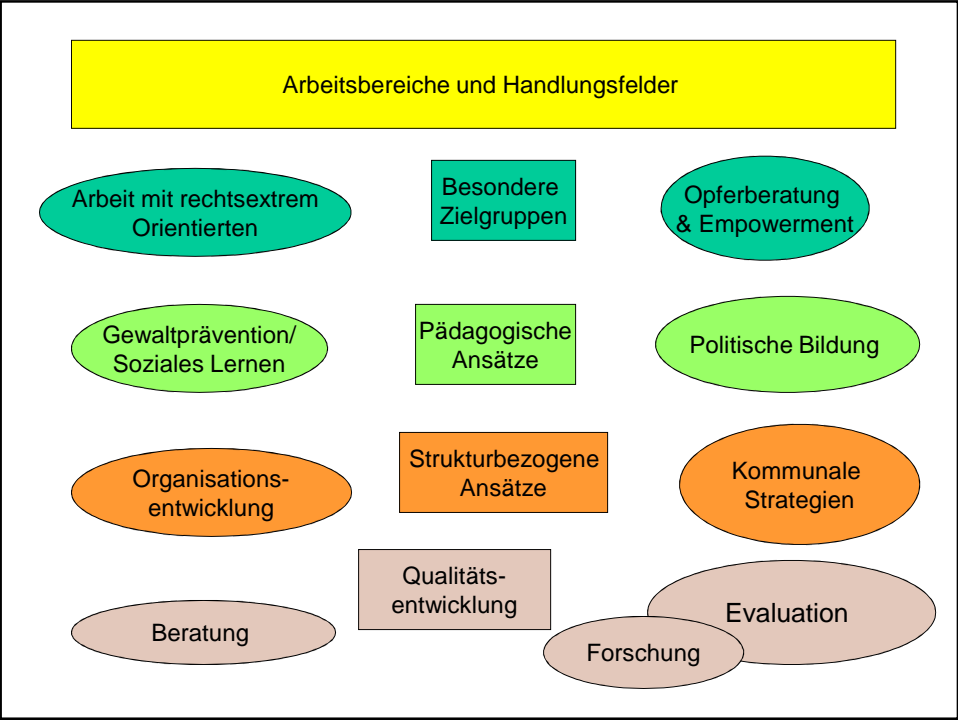 Arbeitsbereiche und Handlungsfelder
Arbeit mit rechtsextrem
Orientierten
Besondere
Zielgruppen
Opferberatung
& Empowerment
Gewaltprävention/
Soziales Lernen
Pädagogische
Ansätze
Politische Bildung
Organisations-
entwicklung
Strukturbezogene
Ansätze
Kommunale
Strategien
Beratung
Qualitäts-
entwicklung
Forschung
Evaluation